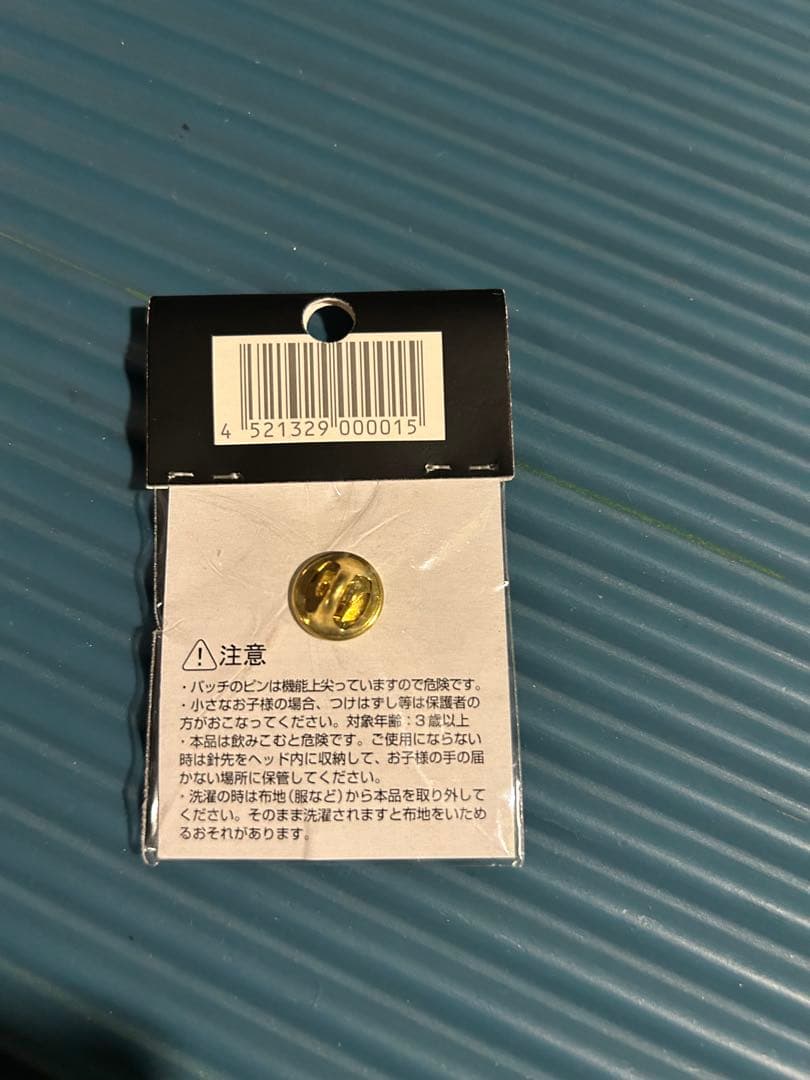 4 521329 000015
注意
・バッチのピンは機能上尖っていますので危険です。
・小さなお子様の場合、つけはずし等は保護者の
方がおこなってください。対象年齢：3歳以上
・本品は飲みこむと危険です。ご使用にならない
時は針先をヘッド内に収納して、お子様の手の届
かない場所に保管してください。
・洗濯の時は布地（服など）から本品を取り外して
ください。そのまま洗濯されますと布地をいため
るおそれがあります。